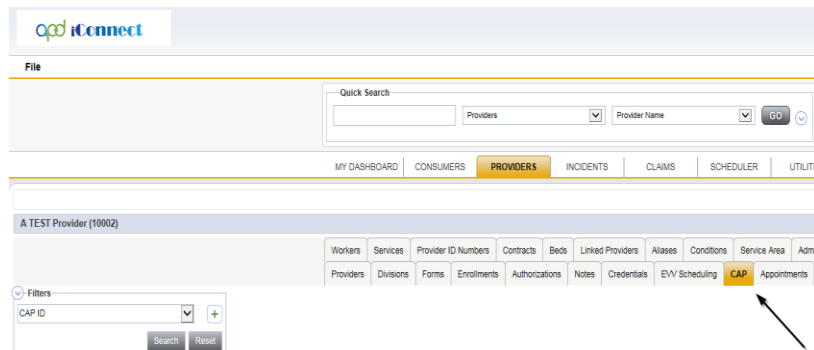 apd iConnect
File
Quick Search
Providers Provider Name GO
MY DASHBOARD CONSUMERS PROVIDERS INCIDENTS CLAIMS SCHEDULER UTILIT
A TEST Provider (10002)
Workers Services Provider ID Numbers Contracts Beds Linked Providers Aliases Conditions Service Area Adm
Providers Divisions Forms Enrollments Authorizations Notes Credentials EVV Scheduling CAP Appointments
Filters
CAP ID +
Search Reset